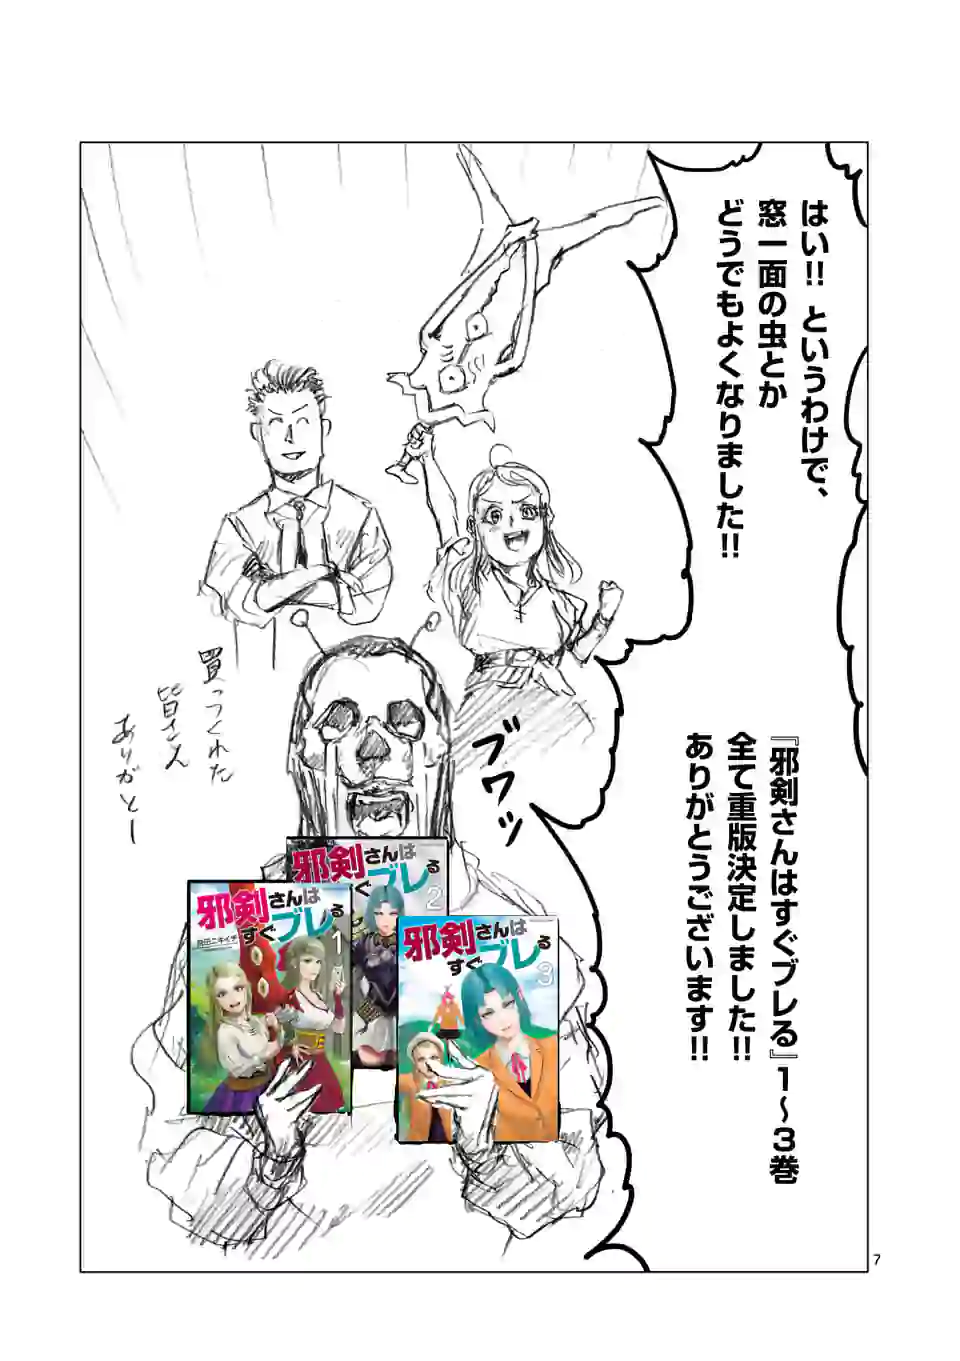 はい!! というわけで、
窓一面の虫とか
どうでもよくなりました!!
『邪剣さんはすぐブレる』１〜３巻
全て重版決定しました!!
ありがとうございます!!
ブワッ
買ってくれた
皆さん
ありがとー
邪剣さんは
すぐブレる
2
邪剣さんは
すぐブレる
1
邪剣さんは
すぐブレる
3
7